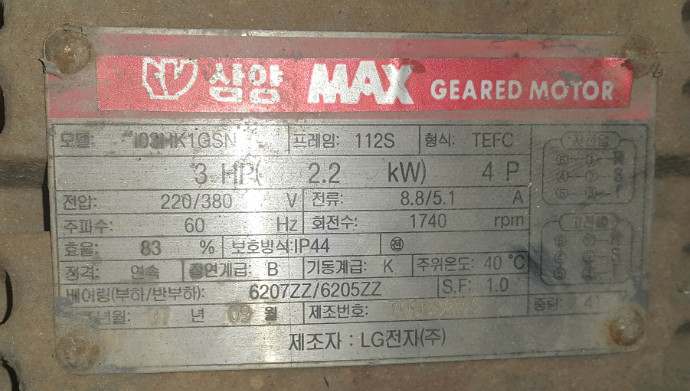 삼양 MAX GEARED MOTOR
모델: 103HK1GSN 프레임: 112S 형식: TEFC
3 HP( 2.2 kW) 4 P
전압: 220/380 V 전류: 8.8/5.1 A
주파수: 60 Hz 회전수: 1740 rpm
효율: 83 % 보호방식:IP44
정격: 연속 절연계급: B 기동계급: K 주위온도: 40 ℃
베어링(부하/반부하): 6207ZZ/6205ZZ S.F: 1.0
년 09 월 제조번호: 중량: 41
제조자 : LG전자(주)